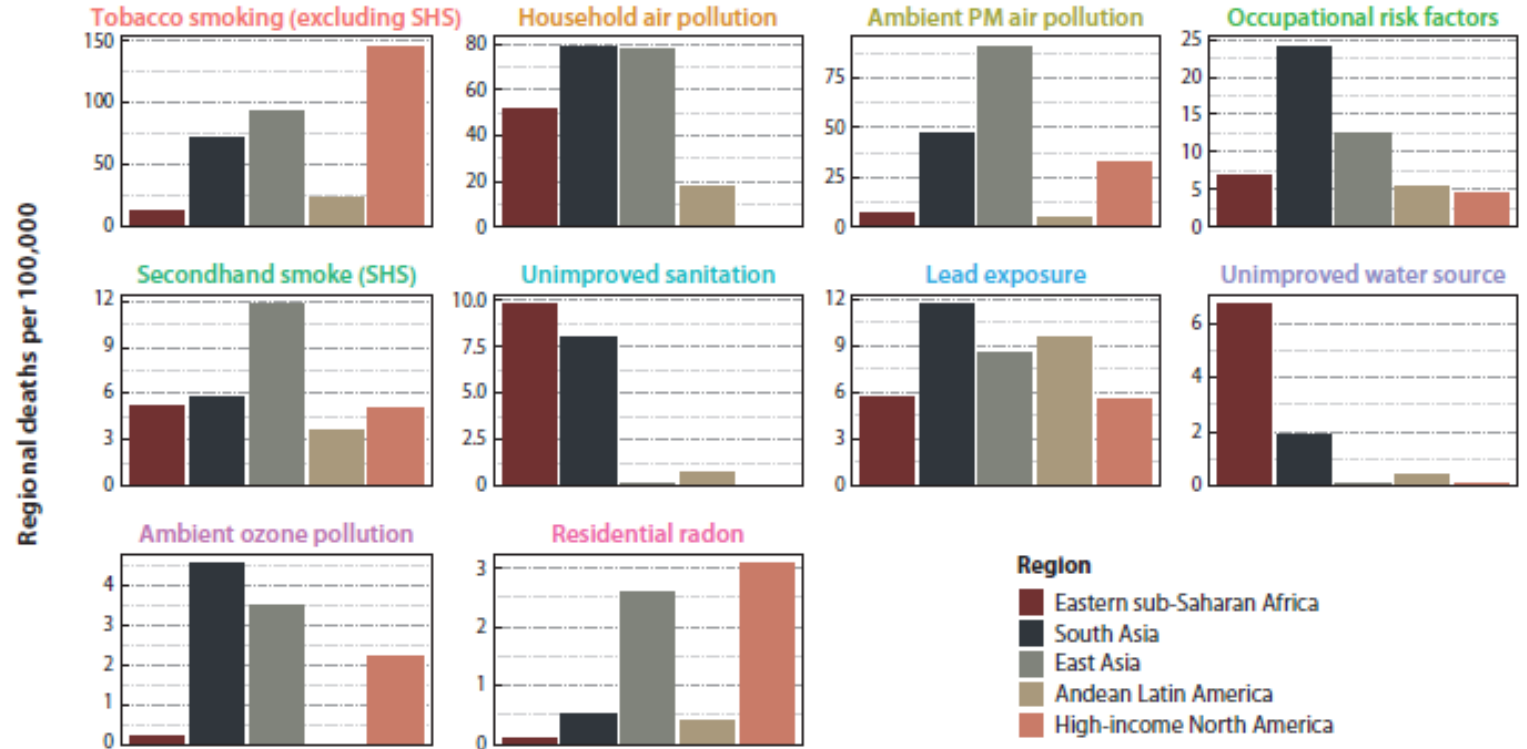 Tobacco smoking (excluding SHS)
Household air pollution
Ambient PM air pollution
Occupational risk factors
150
100
50
0
80
60
40
20
0
75
50
25
0
25
20
15
10
5
0
Regional deaths per 100,000
Secondhand smoke (SHS)
Unimproved sanitation
Lead exposure
Unimproved water source
12
9
6
3
0
10.0
7.5
5.0
2.5
0
12
9
6
3
0
6
4
2
0
Ambient ozone pollution
Residential radon
4
3
2
1
0
3
2
1
0
Region
Eastern sub-Saharan Africa
South Asia
East Asia
Andean Latin America
High-income North America